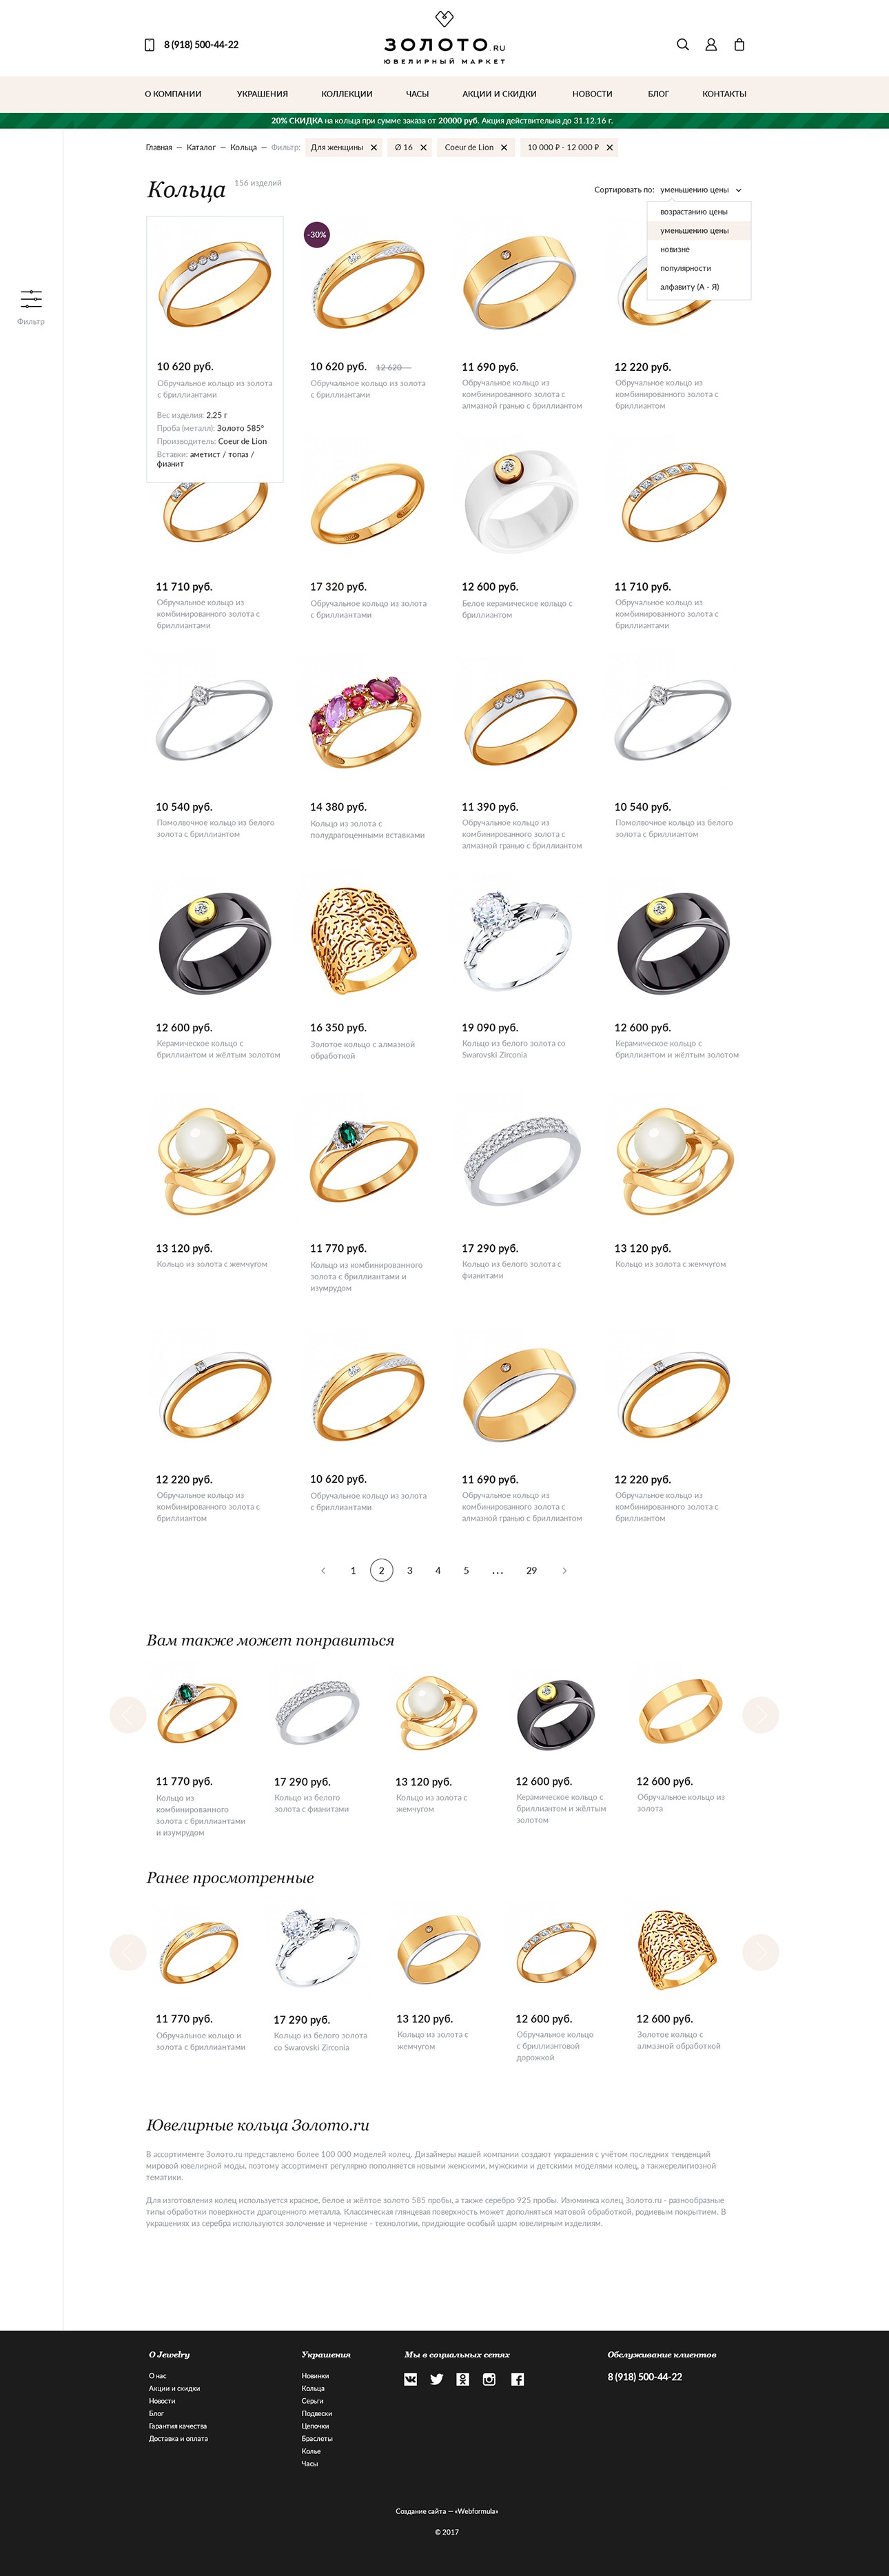 8 (918) 500-44-22
ЗОЛОТО.RU
ЮВЕЛИРНЫЙ МАРКЕТ
О КОМПАНИИ УКРАШЕНИЯ КОЛЛЕКЦИИ ЧАСЫ АКЦИИ И СКИДКИ НОВОСТИ БЛОГ КОНТАКТЫ
20% СКИДКА на кольца при сумме заказа от 20000 руб. Акция действительна до 31.12.16 г.
Главная — Каталог — Кольца — Фильтр: Для женщины Ø 16 Coeur de Lion 10 000 ₽ - 12 000 ₽
Кольца 156 изделий
Сортировать по: уменьшению цены
возрастанию цены
уменьшению цены
новизне
популярности
алфавиту (А - Я)
Фильтр
10 620 руб.
Обручальное кольцо из золота
с бриллиантами
Вес изделия: 2,25 г
Проба (металл): Золото 585°
Производитель: Coeur de Lion
Вставки: аметист / топаз /
фианит
-30%
10 620 руб. 12 620
Обручальное кольцо из золота
с бриллиантами
11 690 руб.
Обручальное кольцо из
комбинированного золота с
алмазной гранью с бриллиантом
12 220 руб.
Обручальное кольцо из
комбинированного золота с
бриллиантом
11 710 руб.
Обручальное кольцо из
комбинированного золота с
бриллиантами
17 320 руб.
Обручальное кольцо из золота
с бриллиантами
12 600 руб.
Белое керамическое кольцо с
бриллиантом
11 710 руб.
Обручальное кольцо из
комбинированного золота с
бриллиантами
10 540 руб.
Помолвочное кольцо из белого
золота с бриллиантом
14 380 руб.
Кольцо из золота с
полудрагоценными вставками
11 390 руб.
Обручальное кольцо из
комбинированного золота с
алмазной гранью с бриллиантом
10 540 руб.
Помолвочное кольцо из белого
золота с бриллиантом
12 600 руб.
Керамическое кольцо с
бриллиантом и жёлтым золотом
16 350 руб.
Золотое кольцо с алмазной
обработкой
19 090 руб.
Кольцо из белого золота со
Swarovski Zirconia
12 600 руб.
Керамическое кольцо с
бриллиантом и жёлтым золотом
13 120 руб.
Кольцо из золота с жемчугом
11 770 руб.
Кольцо из комбинированного
золота с бриллиантами и
изумрудом
17 290 руб.
Кольцо из белого золота с
фианитами
13 120 руб.
Кольцо из золота с жемчугом
12 220 руб.
Обручальное кольцо из
комбинированного золота с
бриллиантом
10 620 руб.
Обручальное кольцо из золота
с бриллиантами
11 690 руб.
Обручальное кольцо из
комбинированного золота с
алмазной гранью с бриллиантом
12 220 руб.
Обручальное кольцо из
комбинированного золота с
бриллиантом
1 2 3 4 5 ... 29
Вам также может понравиться
11 770 руб.
Кольцо из
комбинированного
золота с бриллиантами
и изумрудом
17 290 руб.
Кольцо из белого
золота с фианитами
13 120 руб.
Кольцо из золота с
жемчугом
12 600 руб.
Керамическое кольцо с
бриллиантом и жёлтым
золотом
12 600 руб.
Обручальное кольцо из
золота
Ранее просмотренные
11 770 руб.
Обручальное кольцо и
золота с бриллиантами
17 290 руб.
Кольцо из белого золота
со Swarovski Zirconia
13 120 руб.
Кольцо из золота с
жемчугом
12 600 руб.
Обручальное кольцо
с бриллиантовой
дорожкой
12 600 руб.
Золотое кольцо с
алмазной обработкой
Ювелирные кольца Золото.ru
В ассортименте Золото.ru представлено более 100 000 моделей колец. Дизайнеры нашей компании создают украшения с учётом последних тенденций
мировой ювелирной моды, поэтому ассортимент регулярно пополняется новыми женскими, мужскими и детскими моделями колец, а такжерелигиозной
тематики.
Для изготовления колец используется красное, белое и жёлтое золото 585 пробы, а также серебро 925 пробы. Изюминка колец Золото.ru - разнообразные
типы обработки поверхности драгоценного металла. Классическая глянцевая поверхность может дополняться матовой обработкой, родиевым покрытием. В
украшениях из серебра используются золочение и чернение - технологии, придающие особый шарм ювелирным изделиям.
О Jewelry
О нас
Акции и скидки
Новости
Блог
Гарантия качества
Доставка и оплата
Украшения
Новинки
Кольца
Серьги
Подвески
Цепочки
Браслеты
Колье
Часы
Мы в социальных сетях
Обслуживание клиентов
8 (918) 500-44-22
Создание сайта — «Webformula»
© 2017